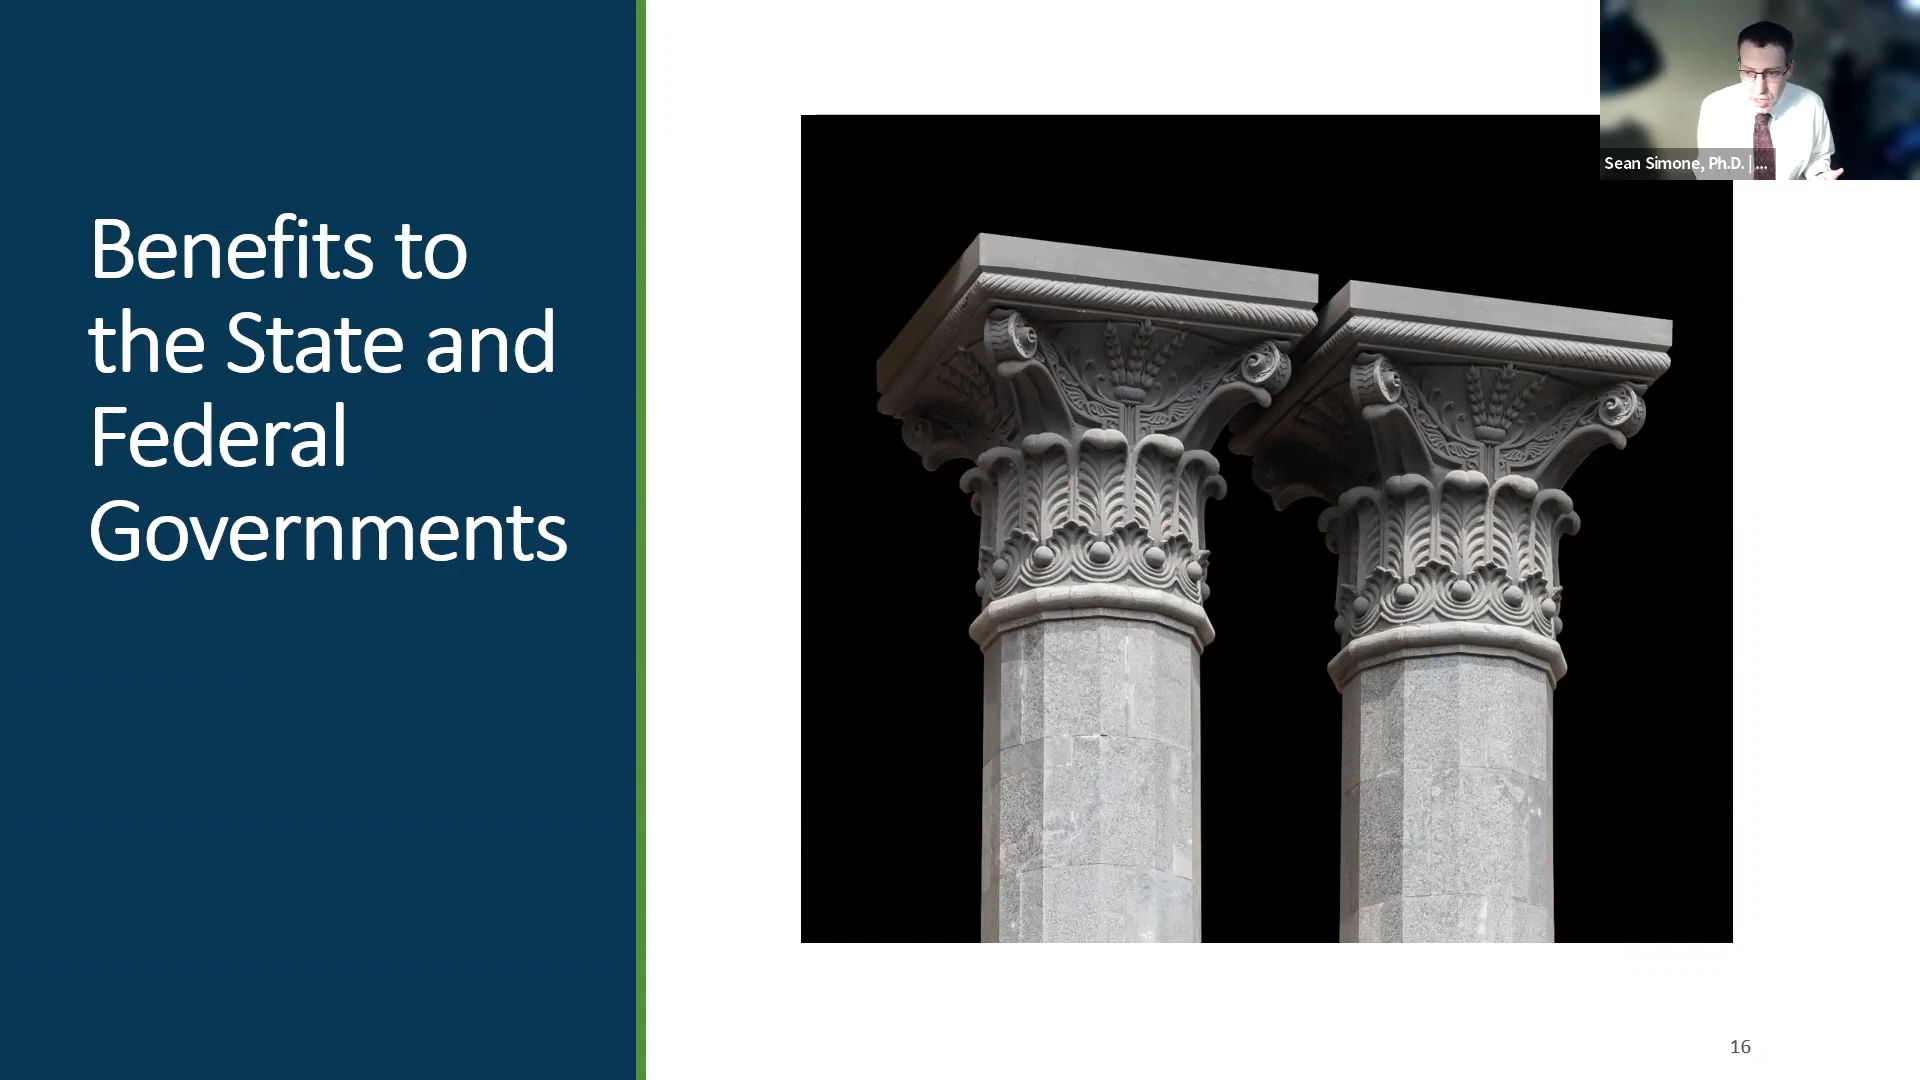 Benefits to
the State and
Federal
Governments
Sean Simone, Ph.D. | ...
16